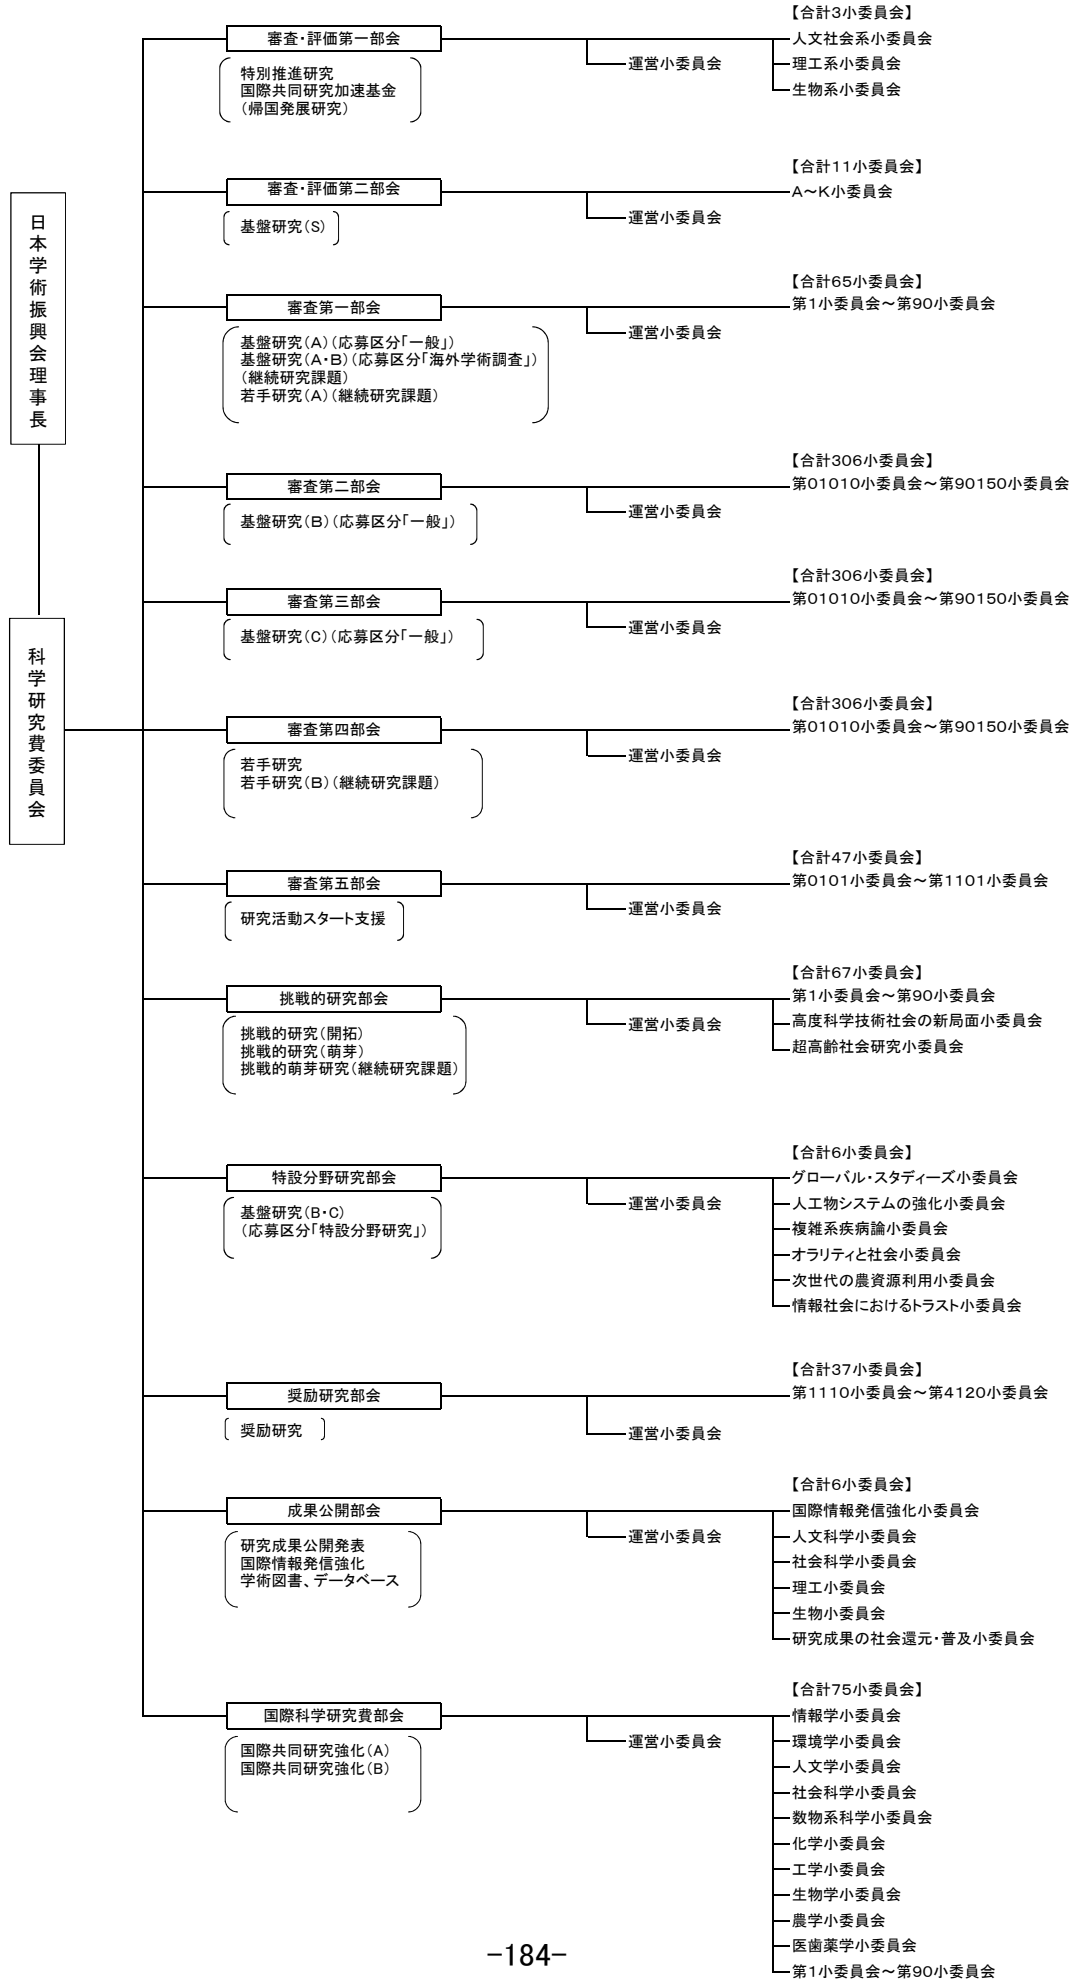 日本学術振興会理事長
科学研究費委員会
審査・評価第一部会
特別推進研究
国際共同研究加速基金
（帰国発展研究）
運営小委員会
【合計3小委員会】
人文社会系小委員会
理工系小委員会
生物系小委員会
審査・評価第二部会
基盤研究（S）
運営小委員会
【合計11小委員会】
A～K小委員会
審査第一部会
基盤研究（A）（応募区分「一般」）
基盤研究（A・B）（応募区分「海外学術調査」）
（継続研究課題）
若手研究（A）（継続研究課題）
運営小委員会
【合計65小委員会】
第1小委員会～第90小委員会
審査第二部会
基盤研究（B）（応募区分「一般」）
運営小委員会
【合計306小委員会】
第01010小委員会～第90150小委員会
審査第三部会
基盤研究（C）（応募区分「一般」）
運営小委員会
【合計306小委員会】
第01010小委員会～第90150小委員会
審査第四部会
若手研究
若手研究（B）（継続研究課題）
運営小委員会
【合計306小委員会】
第01010小委員会～第90150小委員会
審査第五部会
研究活動スタート支援
運営小委員会
【合計47小委員会】
第0101小委員会～第1101小委員会
挑戦的研究部会
挑戦的研究（開拓）
挑戦的研究（萌芽）
挑戦的萌芽研究（継続研究課題）
運営小委員会
【合計67小委員会】
第1小委員会～第90小委員会
高度科学技術社会の新局面小委員会
超高齢社会研究小委員会
特設分野研究部会
基盤研究（B・C）
（応募区分「特設分野研究」）
運営小委員会
【合計6小委員会】
グローバル・スタディーズ小委員会
人工物システムの強化小委員会
複雑系疾病論小委員会
オラリティと社会小委員会
次世代の農資源利用小委員会
情報社会におけるトラスト小委員会
奨励研究部会
奨励研究
運営小委員会
【合計37小委員会】
第1110小委員会～第4120小委員会
成果公開部会
研究成果公開発表
国際情報発信強化
学術図書、データベース
運営小委員会
【合計6小委員会】
国際情報発信強化小委員会
人文科学小委員会
社会科学小委員会
理工小委員会
生物小委員会
研究成果の社会還元・普及小委員会
国際科学研究費部会
国際共同研究強化（A）
国際共同研究強化（B）
運営小委員会
【合計75小委員会】
情報学小委員会
環境学小委員会
人文学小委員会
社会科学小委員会
数物系科学小委員会
化学小委員会
工学小委員会
生物学小委員会
農学小委員会
医歯薬学小委員会
第1小委員会～第90小委員会
-184-